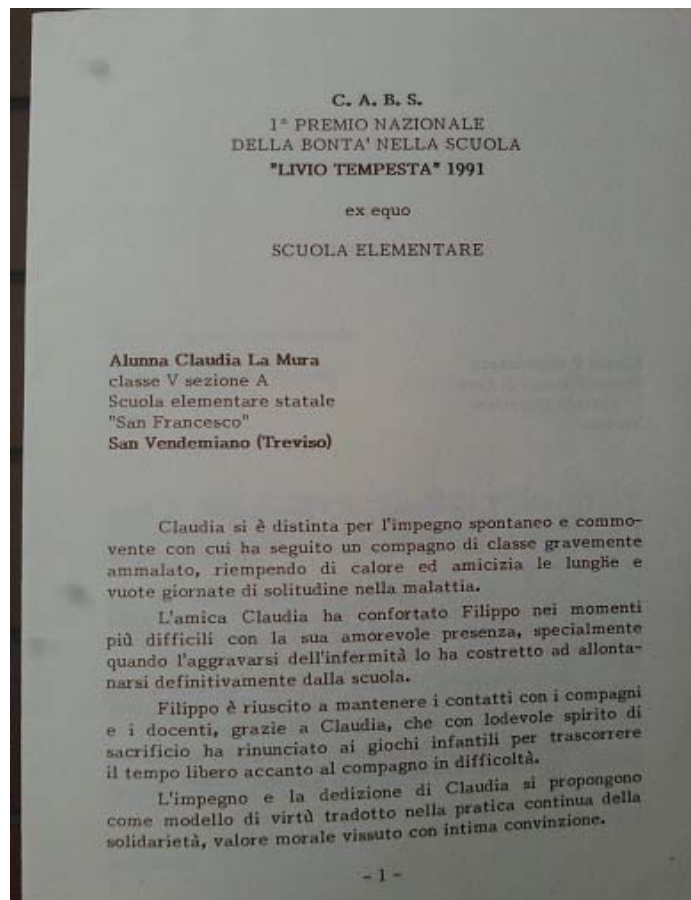 C. A. B. S.
1° PREMIO NAZIONALE
DELLA BONTA' NELLA SCUOLA
"LIVIO TEMPESTA" 1991
ex equo
SCUOLA ELEMENTARE
Alunna Claudia La Mura
classe V sezione A
Scuola elementare statale
"San Francesco"
San Vendemiano (Treviso)
Claudia si è distinta per l'impegno spontaneo e commo-
vente con cui ha seguito un compagno di classe gravemente
ammalato, riempendo di calore ed amicizia le lunghe e
vuote giornate di solitudine nella malattia.
L'amica Claudia ha confortato Filippo nei momenti
più difficili con la sua amorevole presenza, specialmente
quando l'aggravarsi dell'infermità lo ha costretto ad allonta-
narsi definitivamente dalla scuola.
Filippo è riuscito a mantenere i contatti con i compagni
e i docenti, grazie a Claudia, che con lodevole spirito di
sacrificio ha rinunciato ai giochi infantili per trascorrere
il tempo libero accanto al compagno in difficoltà.
L'impegno e la dedizione di Claudia si propongono
come modello di virtù tradotto nella pratica continua della
solidarietà, valore morale vissuto con intima convinzione.
- 1 -